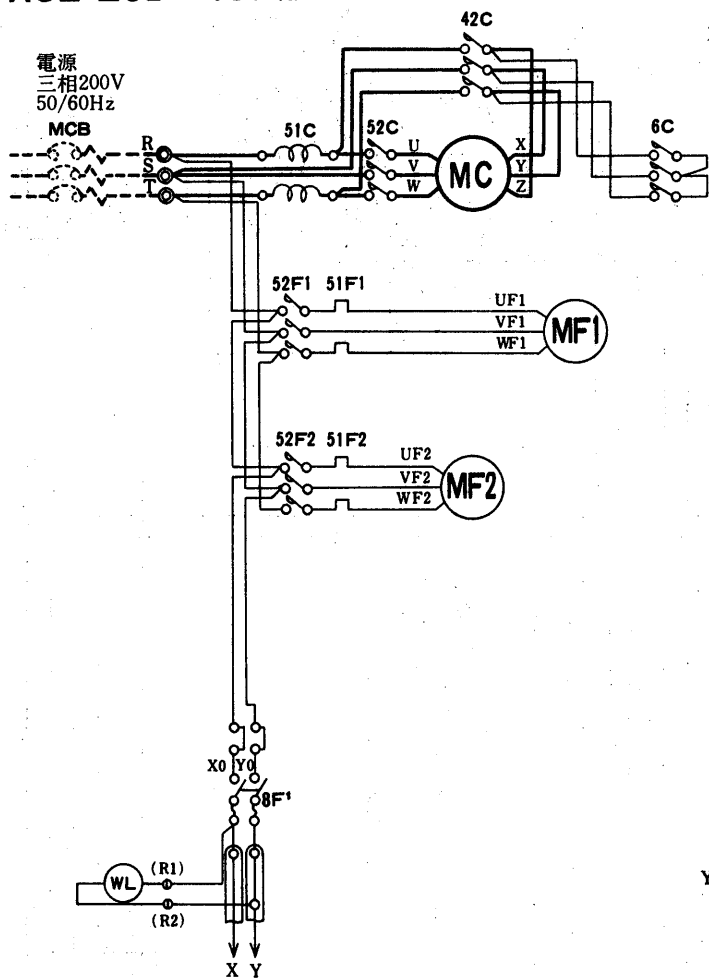 42C
電源
三相200V
50/60Hz
MCB
R
S
T
51C
52C
U
V
W
MC
X
Y
Z
6C
52F1 51F1
UF1
VF1
WF1
MF1
52F2 51F2
UF2
VF2
WF2
MF2
X0 Y0
8F
WL
(R1)
(R2)
X Y
Y